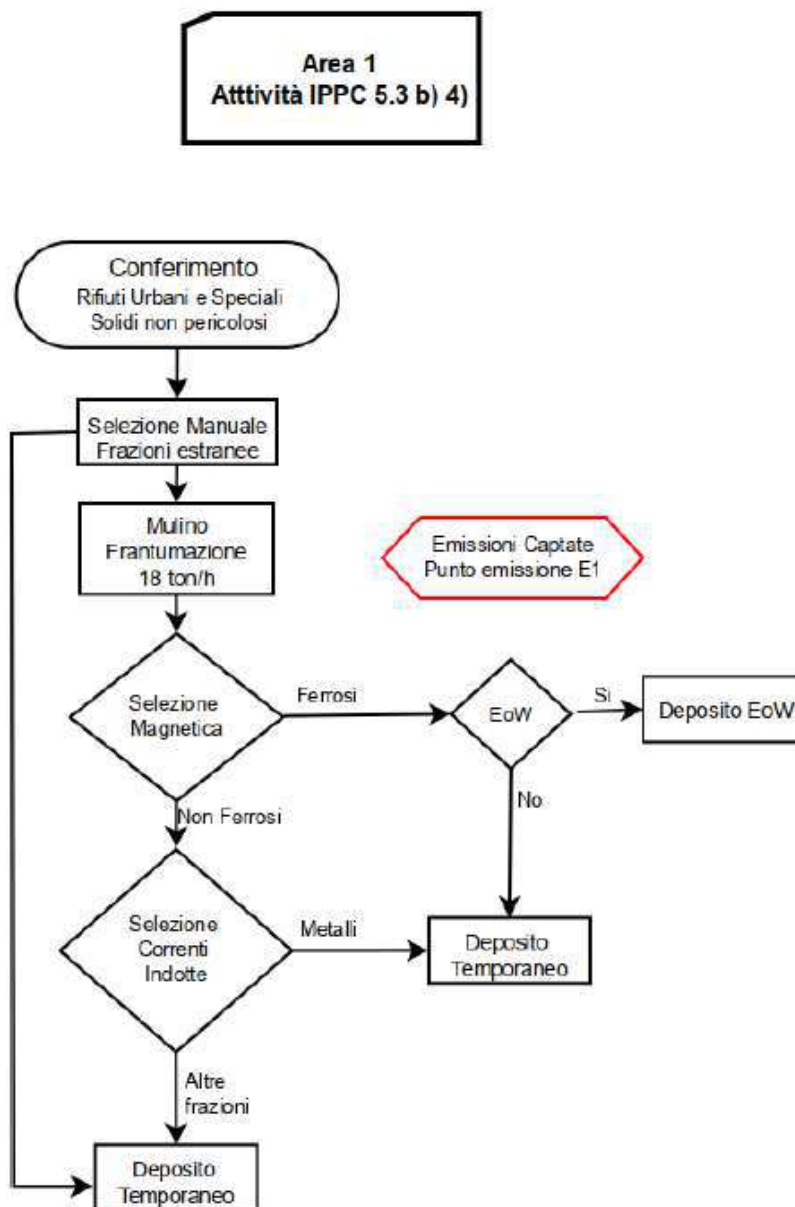 Area 1
Atttività IPPC 5.3 b) 4)
Conferimento
Rifiuti Urbani e Speciali
Solidi non pericolosi
Selezione Manuale
Frazioni estranee
Mulino
Frantumazione
18 ton/h
Emissioni Captate
Punto emissione E1
Selezione
Magnetica
Ferrosi
EoW
Si
Deposito EoW
No
Non Ferrosi
Selezione
Correnti
Indotte
Metalli
Deposito
Temporaneo
Altre
frazioni
Deposito
Temporaneo